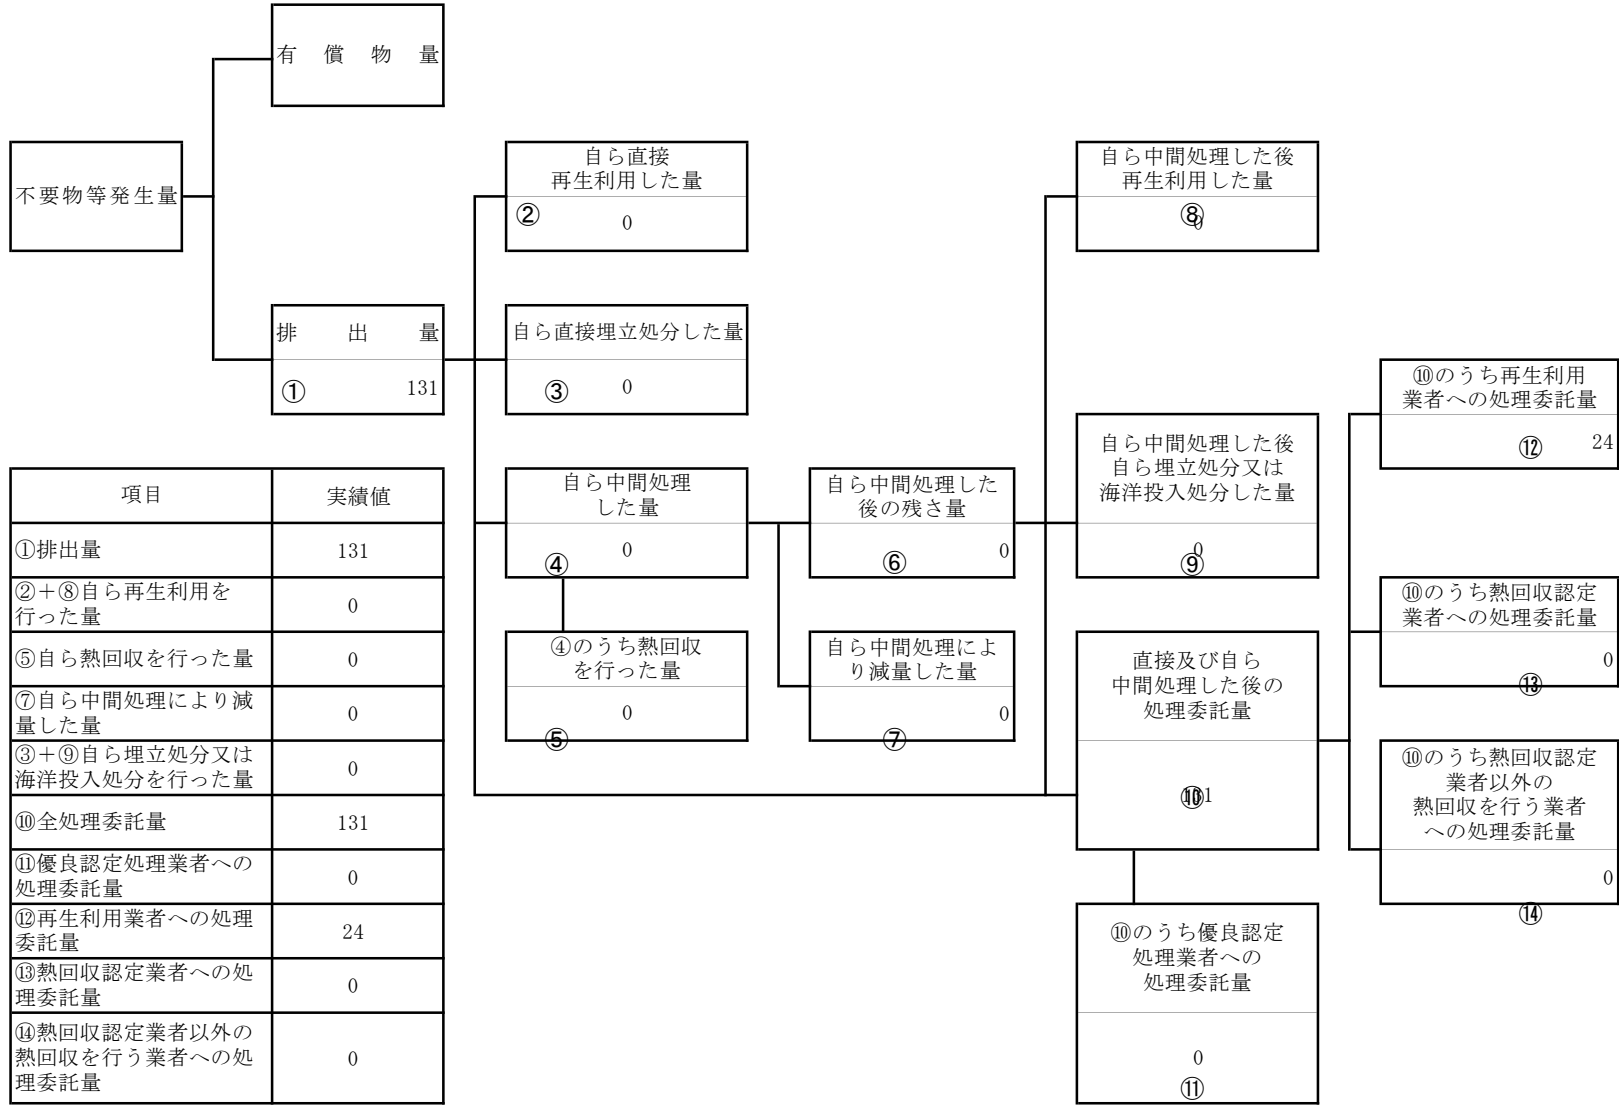 有償物量
不要物等発生量
排出量
①
131
自ら直接
再生利用した量
②
0
自ら直接埋立処分した量
③
0
自ら中間処理
した量
④
0
④のうち熱回収
を行った量
⑤
0
自ら中間処理した
後の残さ量
⑥
0
自ら中間処理によ
り減量した量
⑦
0
自ら中間処理した後
再生利用した量
⑧
0
自ら中間処理した後
自ら埋立処分又は
海洋投入処分した量
⑨
0
直接及び自ら
中間処理した後の
処理委託量
⑩
131
⑩のうち優良認定
処理業者への
処理委託量
0
⑪
⑩のうち再生利用
業者への処理委託量
⑫
24
⑩のうち熱回収認定
業者への処理委託量
0
⑬
⑩のうち熱回収認定
業者以外の
熱回収を行う業者
への処理委託量
0
⑭
項目
実績値
①排出量
131
②+⑧自ら再生利用を
行った量
0
⑤自ら熱回収を行った量
0
⑦自ら中間処理により減
量した量
0
③+⑨自ら埋立処分又は
海洋投入処分を行った量
0
⑩全処理委託量
131
⑪優良認定処理業者への
処理委託量
0
⑫再生利用業者への処理
委託量
24
⑬熱回収認定業者への処
理委託量
0
⑭熱回収認定業者以外の
熱回収を行う業者への処
理委託量
0